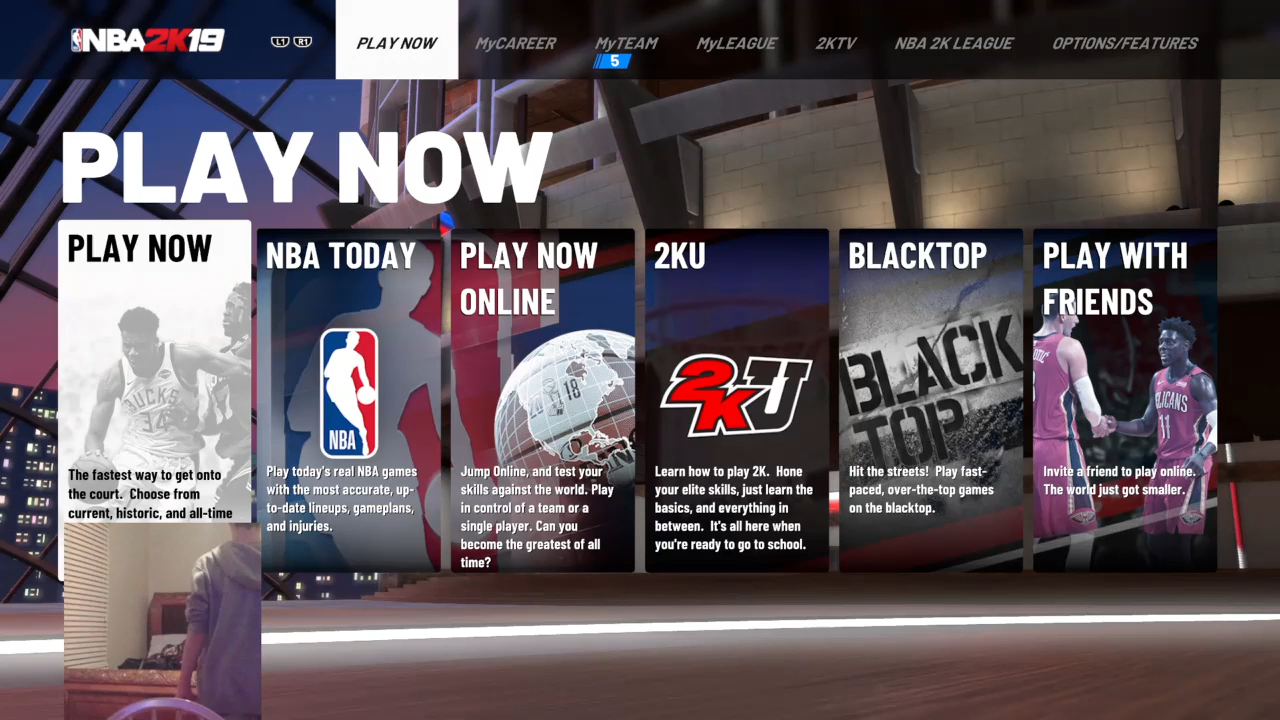 NBA2K19
L1 R1
PLAY NOW
MyCAREER
MyTEAM
5
MyLEAGUE
2KTV
NBA 2K LEAGUE
OPTIONS/FEATURES
PLAY NOW
PLAY NOW
BUCKS
34
The fastest way to get onto
the court. Choose from
current, historic, and all-time
NBA TODAY
NBA
Play today's real NBA games
with the most accurate, up-
to-date lineups, gameplans,
and injuries.
PLAY NOW
ONLINE
18
Jump Online, and test your
skills against the world. Play
in control of a team or a
single player. Can you
become the greatest of all
time?
2KU
2KU
Learn how to play 2K. Hone
your elite skills, just learn the
basics, and everything in
between. It's all here when
you're ready to go to school.
BLACKTOP
BLACK
TOP
Hit the streets! Play fast-
paced, over-the-top games
on the blacktop.
PLAY WITH
FRIENDS
ELICANS
11
Invite a friend to play online.
The world just got smaller.